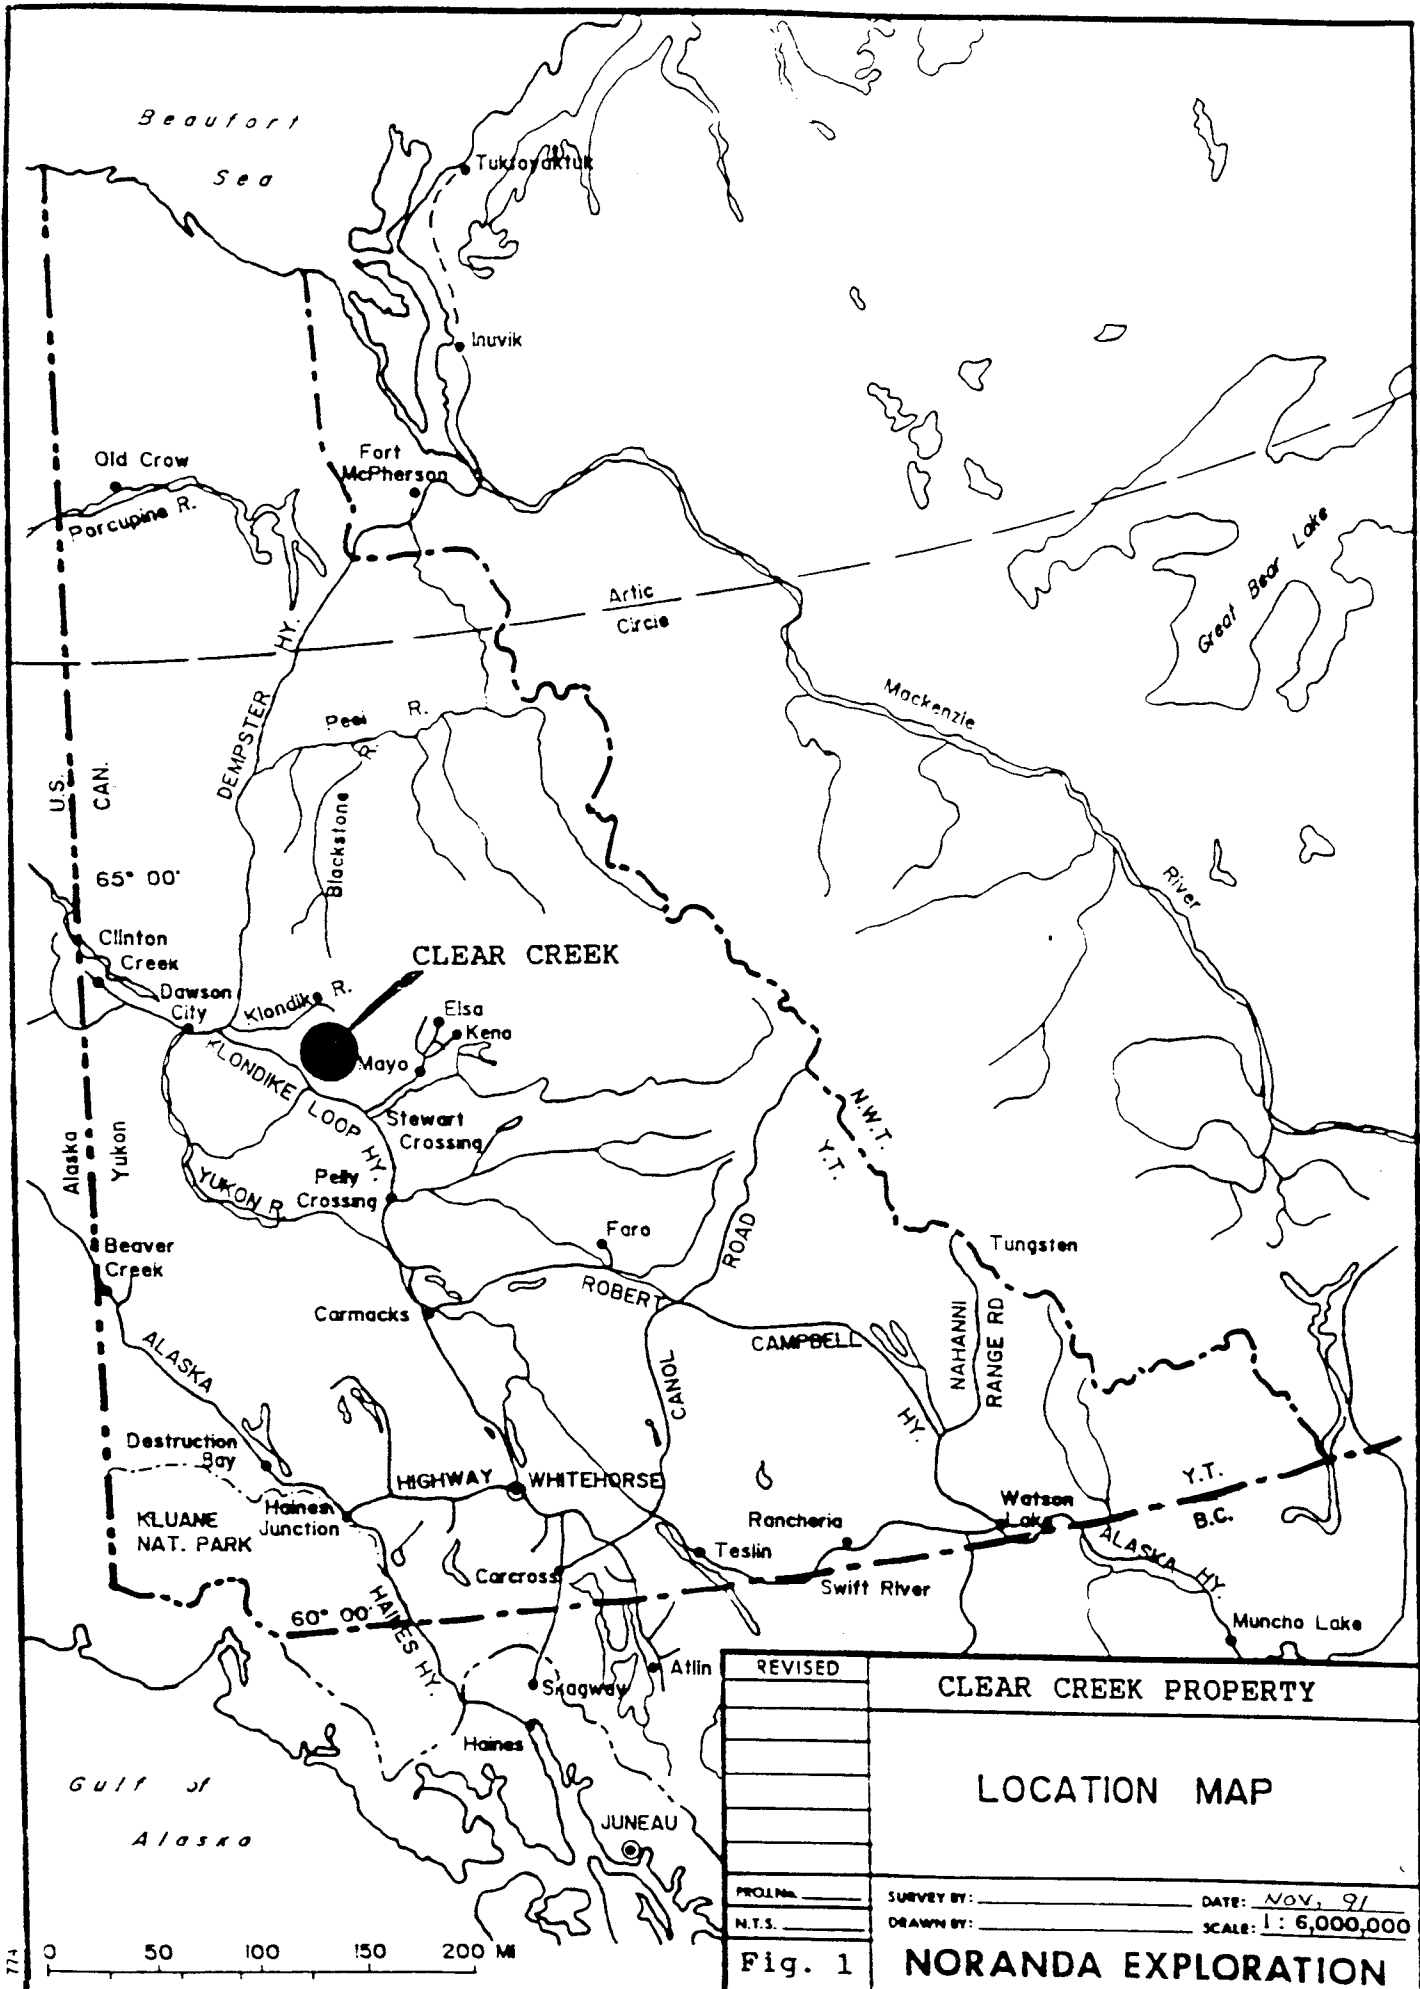 Beaufort
Sea
Tuktoyaktuk
Inuvik
Old Crow
Porcupine R.
Fort
McPherson
Great Bear Lake
Artic
Circle
DEMPSTER HY.
Peel R.
Mackenzie
River
Blackstone R.
U.S.
CAN.
65° 00'
Clinton
Creek
CLEAR CREEK
Dawson
City
Klondike R.
Elsa
Keno
Mayo
KLONDIKE LOOP HY.
Stewart
Crossing
N.W.T.
Y.T.
Alaska
Yukon
YUKON R.
Pelly
Crossing
Beaver
Creek
Faro
ROAD
Tungsten
ROBERT CAMPBELL HY.
Carmacks
NAHANNI
RANGE RD
ALASKA HIGHWAY
CANOL
Destruction
Bay
WHITEHORSE
Haines
Junction
KLUANE
NAT. PARK
Rancheria
Watson
Lake
Y.T.
B.C.
ALASKA HY.
Teslin
Carcross
Swift River
60° 00'
HAINES HY.
Muncho Lake
Atlin
Skagway
Haines
Gulf of
Alaska
JUNEAU
REVISED
CLEAR CREEK PROPERTY
LOCATION MAP
PROJ. No.
N.T.S.
SURVEY BY:
DATE: NOV, 91
DRAWN BY:
SCALE: 1 : 6,000,000
Fig. 1
NORANDA EXPLORATION
0 50 100 150 200 Mi